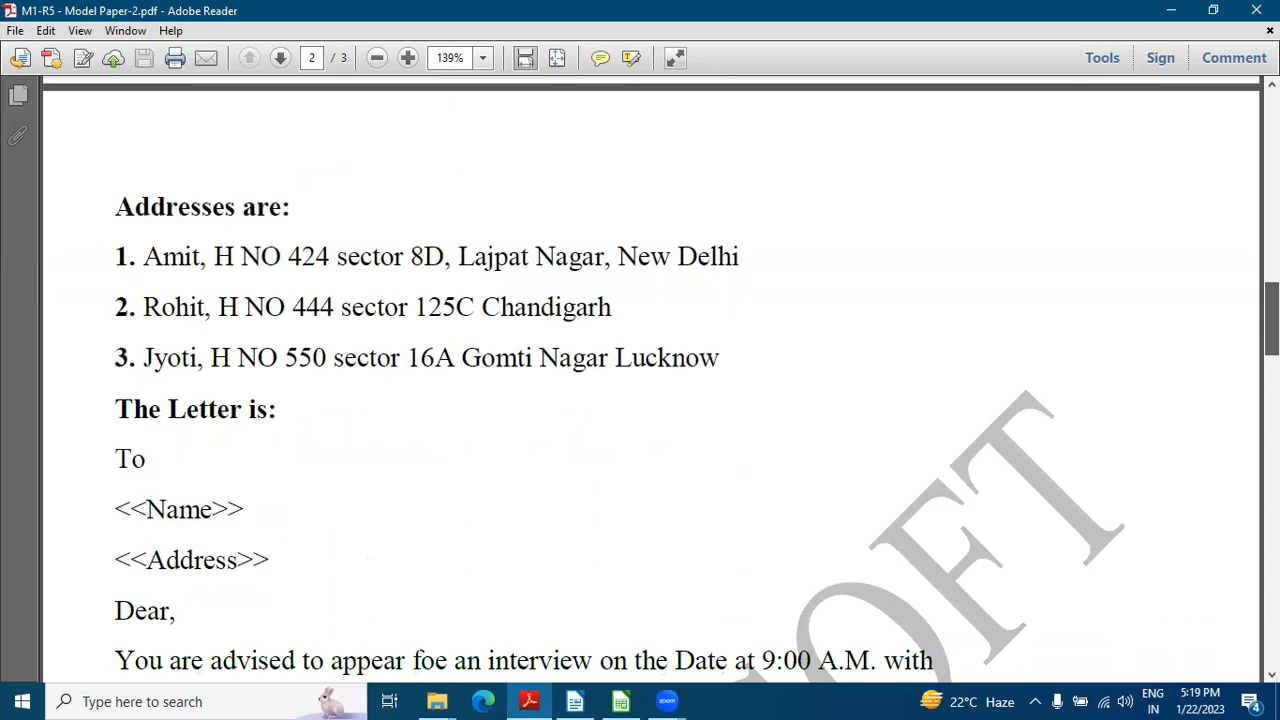 M1-R5 - Model Paper-2.pdf - Adobe Reader
File Edit View Window Help
2 / 3 139% Tools Sign Comment
Addresses are:
1. Amit, H NO 424 sector 8D, Lajpat Nagar, New Delhi
2. Rohit, H NO 444 sector 125C Chandigarh
3. Jyoti, H NO 550 sector 16A Gomti Nagar Lucknow
The Letter is:
To
<<Name>>
<<Address>>
Dear,
You are advised to appear foe an interview on the Date at 9:00 A.M. with
OFT
Type here to search
zoom
22°C Haze
ENG
IN
5:19 PM
1/22/2023
4